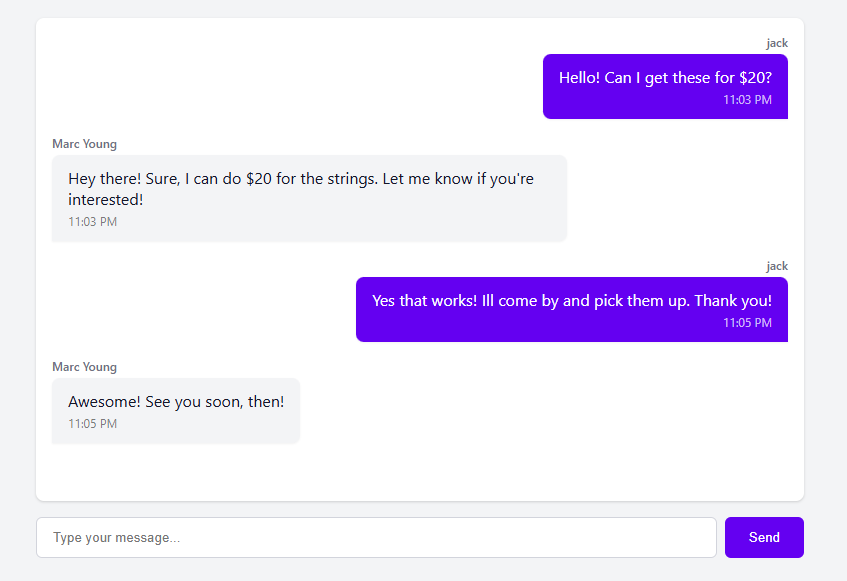 jack
Hello! Can I get these for $20?
11:03 PM
Marc Young
Hey there! Sure, I can do $20 for the strings. Let me know if you're
interested!
11:03 PM
jack
Yes that works! Ill come by and pick them up. Thank you!
11:05 PM
Marc Young
Awesome! See you soon, then!
11:05 PM
Type your message...
Send